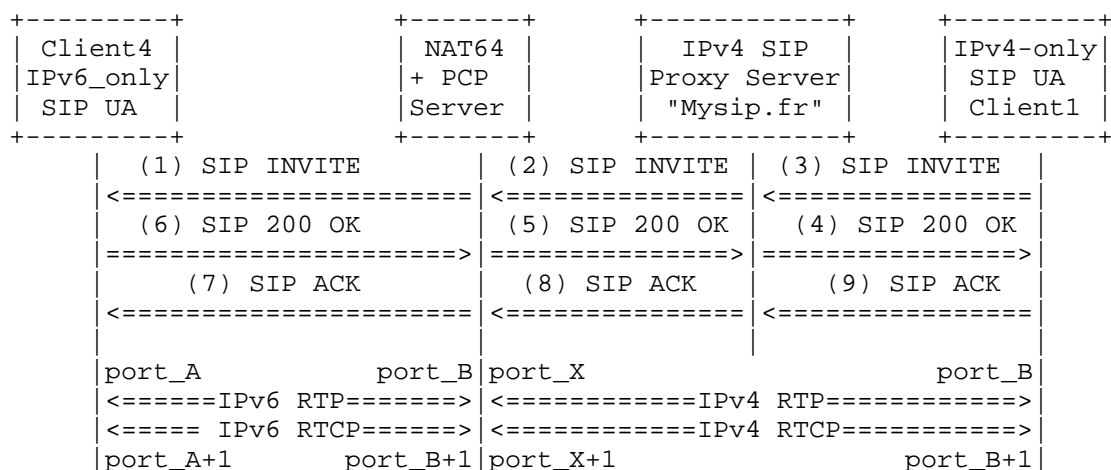 +---------+              +-------+      +------------+     +---------+
| Client4 |              | NAT64 |      |  IPv4 SIP  |     |IPv4-only|
|IPv6_only|              |+ PCP  |      |Proxy Server|     | SIP UA  |
| SIP UA  |              |Server |      | "Mysip.fr" |     | Client1 |
+---------+              +-------+      +------------+     +---------+
     |  (1) SIP INVITE       | (2) SIP INVITE | (3) SIP INVITE  |
     |<======================|<===============|<================|
     |  (6) SIP 200 OK       | (5) SIP 200 OK |  (4) SIP 200 OK |
     |======================>|===============>|================>|
     |     (7) SIP ACK       |  (8) SIP ACK   |    (9) SIP ACK  |
     |<======================|<===============|<================|
     |                       |                |                 |
     |port_A           port_B|port_X                      port_B|
     |<======IPv6 RTP=======>|<============IPv4 RTP============>|
     |<===== IPv6 RTCP======>|<============IPv4 RTCP===========>|
     |port_A+1       port_B+1|port_X+1                  port_B+1|